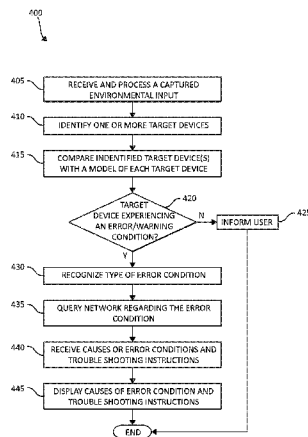 400
405
RECEIVE AND PROCESS A CAPTURED
ENVIRONMENTAL INPUT
410
IDENTIFY ONE OR MORE TARGET DEVICES
415
COMPARE INDENTIFIED TARGET DEVICE(S)
WITH A MODEL OF EACH TARGET DEVICE
420
TARGET
DEVICE EXPERIENCING
AN ERROR/WARNING
CONDITION?
N
INFORM USER
425
Y
430
RECOGNIZE TYPE OF ERROR CONDITION
435
QUERY NETWORK REGARDING THE ERROR
CONDITION
440
RECEIVE CAUSES OR ERROR CONDITIONS AND
TROUBLE SHOOTING INSTRUCTIONS
445
DISPLAY CAUSES OF ERROR CONDITION AND
TROUBLE SHOOTING INSTRUCTIONS
END